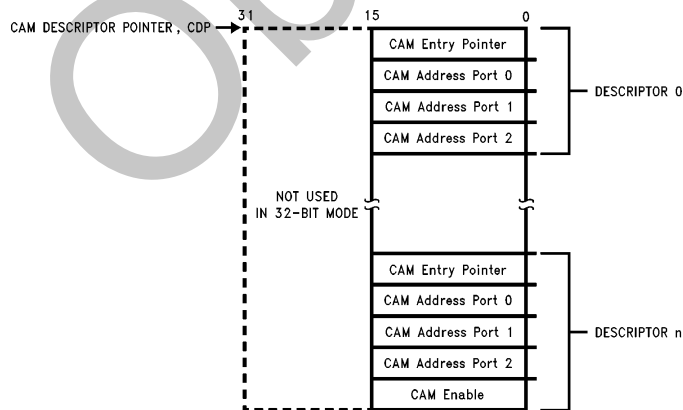 31 15 0
CAM DESCRIPTOR POINTER, CDP
CAM Entry Pointer
CAM Address Port 0
CAM Address Port 1
CAM Address Port 2
DESCRIPTOR 0
NOT USED
IN 32-BIT MODE
CAM Entry Pointer
CAM Address Port 0
CAM Address Port 1
CAM Address Port 2
CAM Enable
DESCRIPTOR n